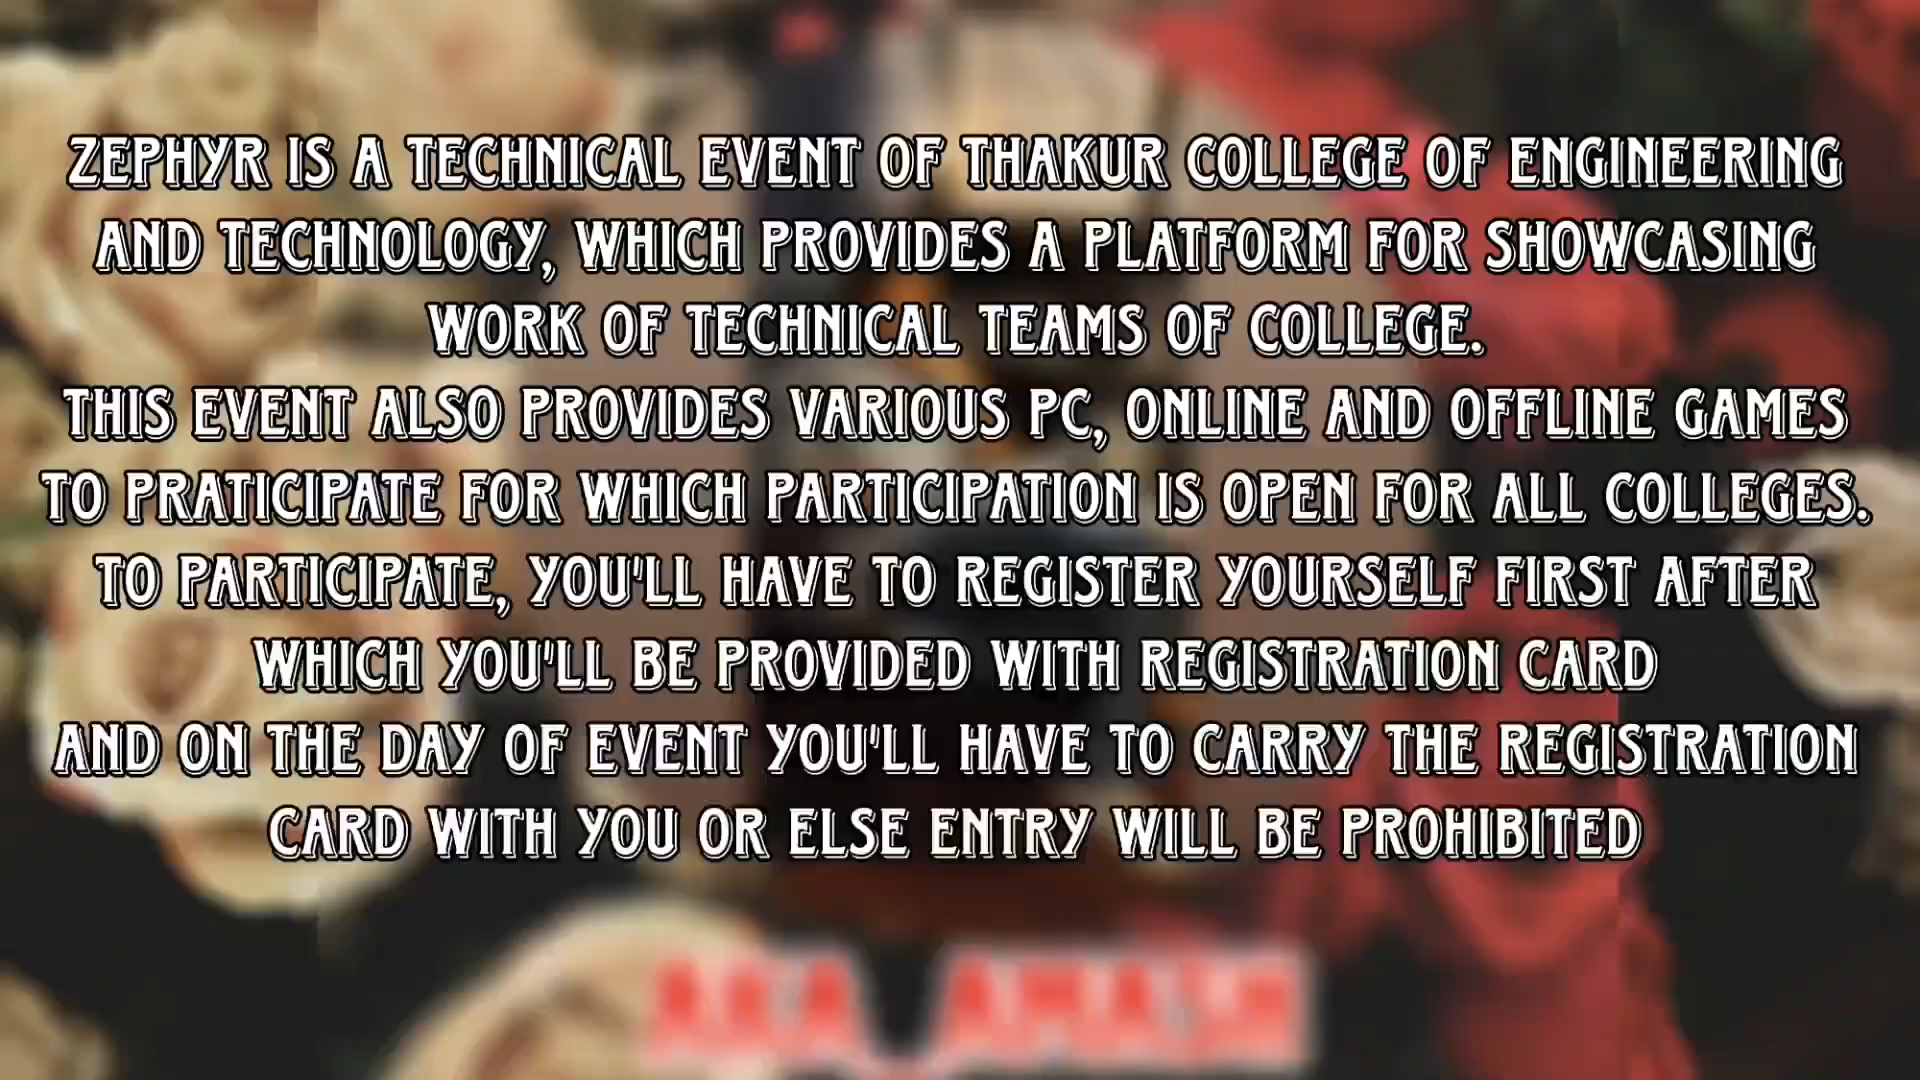 ZEPHYR IS A TECHNICAL EVENT OF THAKUR COLLEGE OF ENGINEERING
AND TECHNOLOGY, WHICH PROVIDES A PLATFORM FOR SHOWCASING
WORK OF TECHNICAL TEAMS OF COLLEGE.
THIS EVENT ALSO PROVIDES VARIOUS PC, ONLINE AND OFFLINE GAMES
TO PRATICIPATE FOR WHICH PARTICIPATION IS OPEN FOR ALL COLLEGES.
TO PARTICIPATE, YOU'LL HAVE TO REGISTER YOURSELF FIRST AFTER
WHICH YOU'LL BE PROVIDED WITH REGISTRATION CARD
AND ON THE DAY OF EVENT YOU'LL HAVE TO CARRY THE REGISTRATION
CARD WITH YOU OR ELSE ENTRY WILL BE PROHIBITED